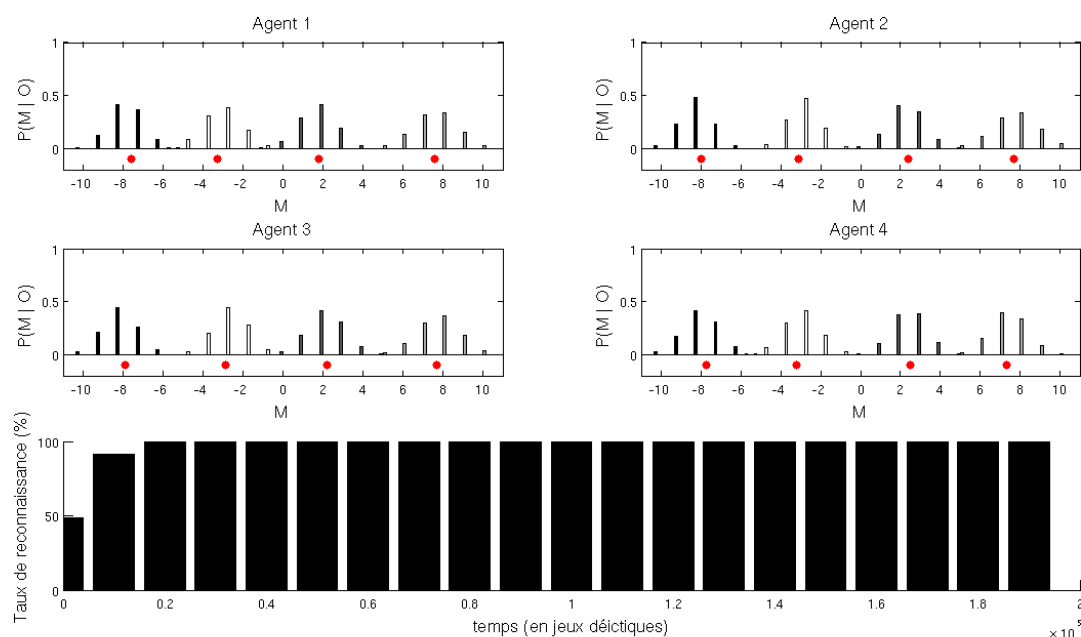 Agent 1
Agent 2
1
0.5
0
P(M | O)
-10 -8 -6 -4 -2 0 2 4 6 8 10
M
1
0.5
0
P(M | O)
-10 -8 -6 -4 -2 0 2 4 6 8 10
M
Agent 3
Agent 4
1
0.5
0
P(M | O)
-10 -8 -6 -4 -2 0 2 4 6 8 10
M
1
0.5
0
P(M | O)
-10 -8 -6 -4 -2 0 2 4 6 8 10
M
Taux de reconnaissance (%)
100
50
0
0 0.2 0.4 0.6 0.8 1 1.2 1.4 1.6 1.8 2
temps (en jeux déictiques)
× 10⁵